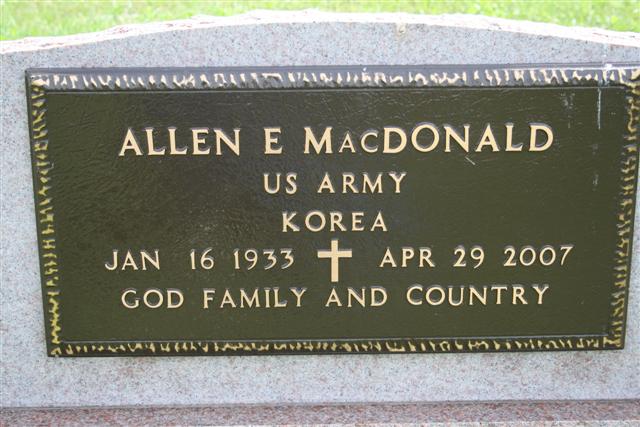 ALLEN E MacDONALD
US ARMY
KOREA
JAN 16 1933 APR 29 2007
GOD FAMILY AND COUNTRY